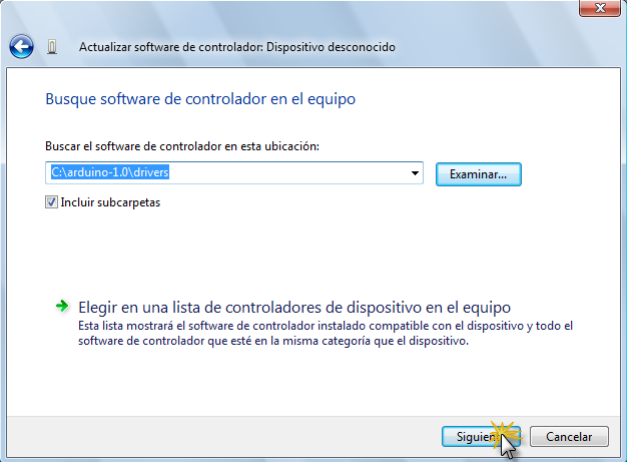 Actualizar software de controlador: Dispositivo desconocido
Busque software de controlador en el equipo
Buscar el software de controlador en esta ubicación:
C:\arduino-1.0\drivers
Examinar...
Incluir subcarpetas
Elegir en una lista de controladores de dispositivo en el equipo
Esta lista mostrará el software de controlador instalado compatible con el dispositivo y todo el
software de controlador que esté en la misma categoría que el dispositivo.
Cancelar